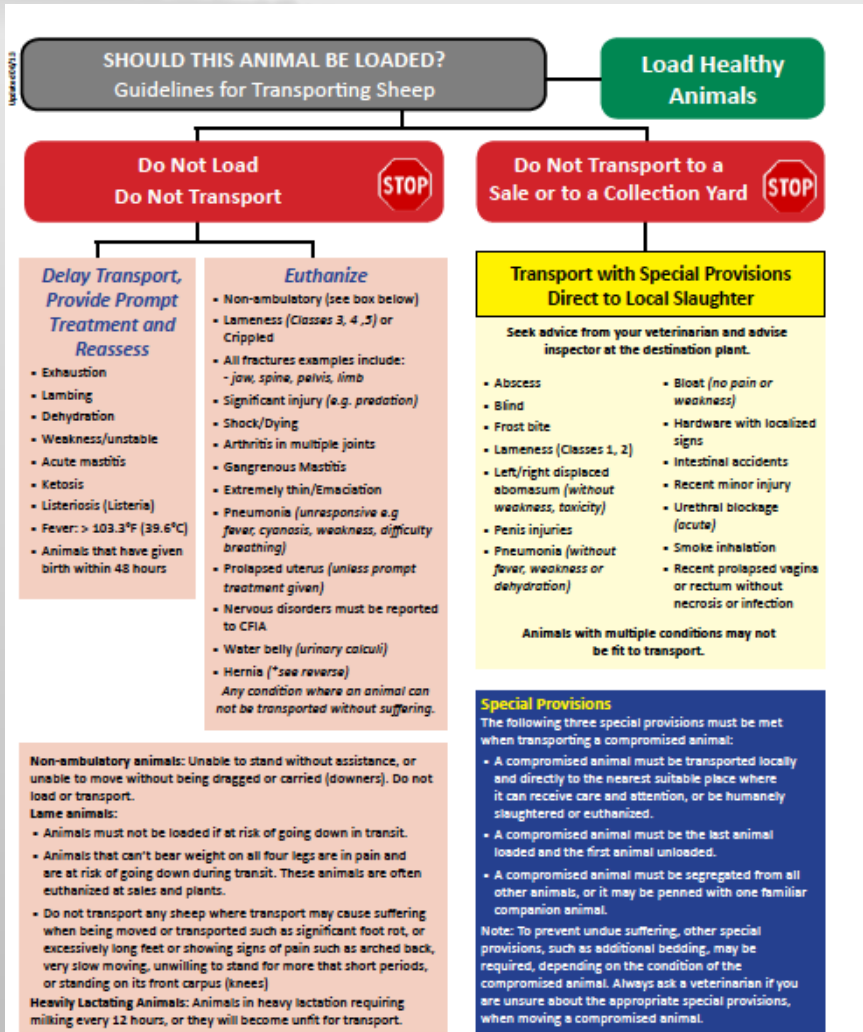 Updated 06/13
SHOULD THIS ANIMAL BE LOADED?
Guidelines for Transporting Sheep
Load Healthy
Animals
Do Not Load
Do Not Transport
STOP
Do Not Transport to a
Sale or to a Collection Yard
STOP
Delay Transport,
Provide Prompt
Treatment and
Reassess
▪ Exhaustion
▪ Lambing
▪ Dehydration
▪ Weakness/unstable
▪ Acute mastitis
▪ Ketosis
▪ Listeriosis (Listeria)
▪ Fever: > 103.3°F (39.6°C)
▪ Animals that have given
birth within 48 hours
Euthanize
▪ Non-ambulatory (see box below)
▪ Lameness (Classes 3, 4 ,5) or
Crippled
▪ All fractures examples include:
- jaw, spine, pelvis, limb
▪ Significant injury (e.g. predation)
▪ Shock/Dying
▪ Arthritis in multiple joints
▪ Gangrenous Mastitis
▪ Extremely thin/Emaciation
▪ Pneumonia (unresponsive e.g
fever, cyanosis, weakness, difficulty
breathing)
▪ Prolapsed uterus (unless prompt
treatment given)
▪ Nervous disorders must be reported
to CFIA
▪ Water belly (urinary calculi)
▪ Hernia (*see reverse)
Any condition where an animal can
not be transported without suffering.
Transport with Special Provisions
Direct to Local Slaughter
Seek advice from your veterinarian and advise
inspector at the destination plant.
▪ Abscess
▪ Blind
▪ Frost bite
▪ Lameness (Classes 1, 2)
▪ Left/right displaced
abomasum (without
weakness, toxicity)
▪ Penis injuries
▪ Pneumonia (without
fever, weakness or
dehydration)
▪ Bloat (no pain or
weakness)
▪ Hardware with localized
signs
▪ Intestinal accidents
▪ Recent minor injury
▪ Urethral blockage
(acute)
▪ Smoke inhalation
▪ Recent prolapsed vagina
or rectum without
necrosis or infection
Animals with multiple conditions may not
be fit to transport.
Non-ambulatory animals: Unable to stand without assistance, or
unable to move without being dragged or carried (downers). Do not
load or transport.
Lame animals:
▪ Animals must not be loaded if at risk of going down in transit.
▪ Animals that can't bear weight on all four legs are in pain and
are at risk of going down during transit. These animals are often
euthanized at sales and plants.
▪ Do not transport any sheep where transport may cause suffering
when being moved or transported such as significant foot rot, or
excessively long feet or showing signs of pain such as arched back,
very slow moving, unwilling to stand for more that short periods,
or standing on its front carpus (knees)
Heavily Lactating Animals: Animals in heavy lactation requiring
milking every 12 hours, or they will become unfit for transport.
Special Provisions
The following three special provisions must be met
when transporting a compromised animal:
▪ A compromised animal must be transported locally
and directly to the nearest suitable place where
it can receive care and attention, or be humanely
slaughtered or euthanized.
▪ A compromised animal must be the last animal
loaded and the first animal unloaded.
▪ A compromised animal must be segregated from all
other animals, or it may be penned with one familiar
companion animal.
Note: To prevent undue suffering, other special
provisions, such as additional bedding, may be
required, depending on the condition of the
compromised animal. Always ask a veterinarian if you
are unsure about the appropriate special provisions,
when moving a compromised animal.